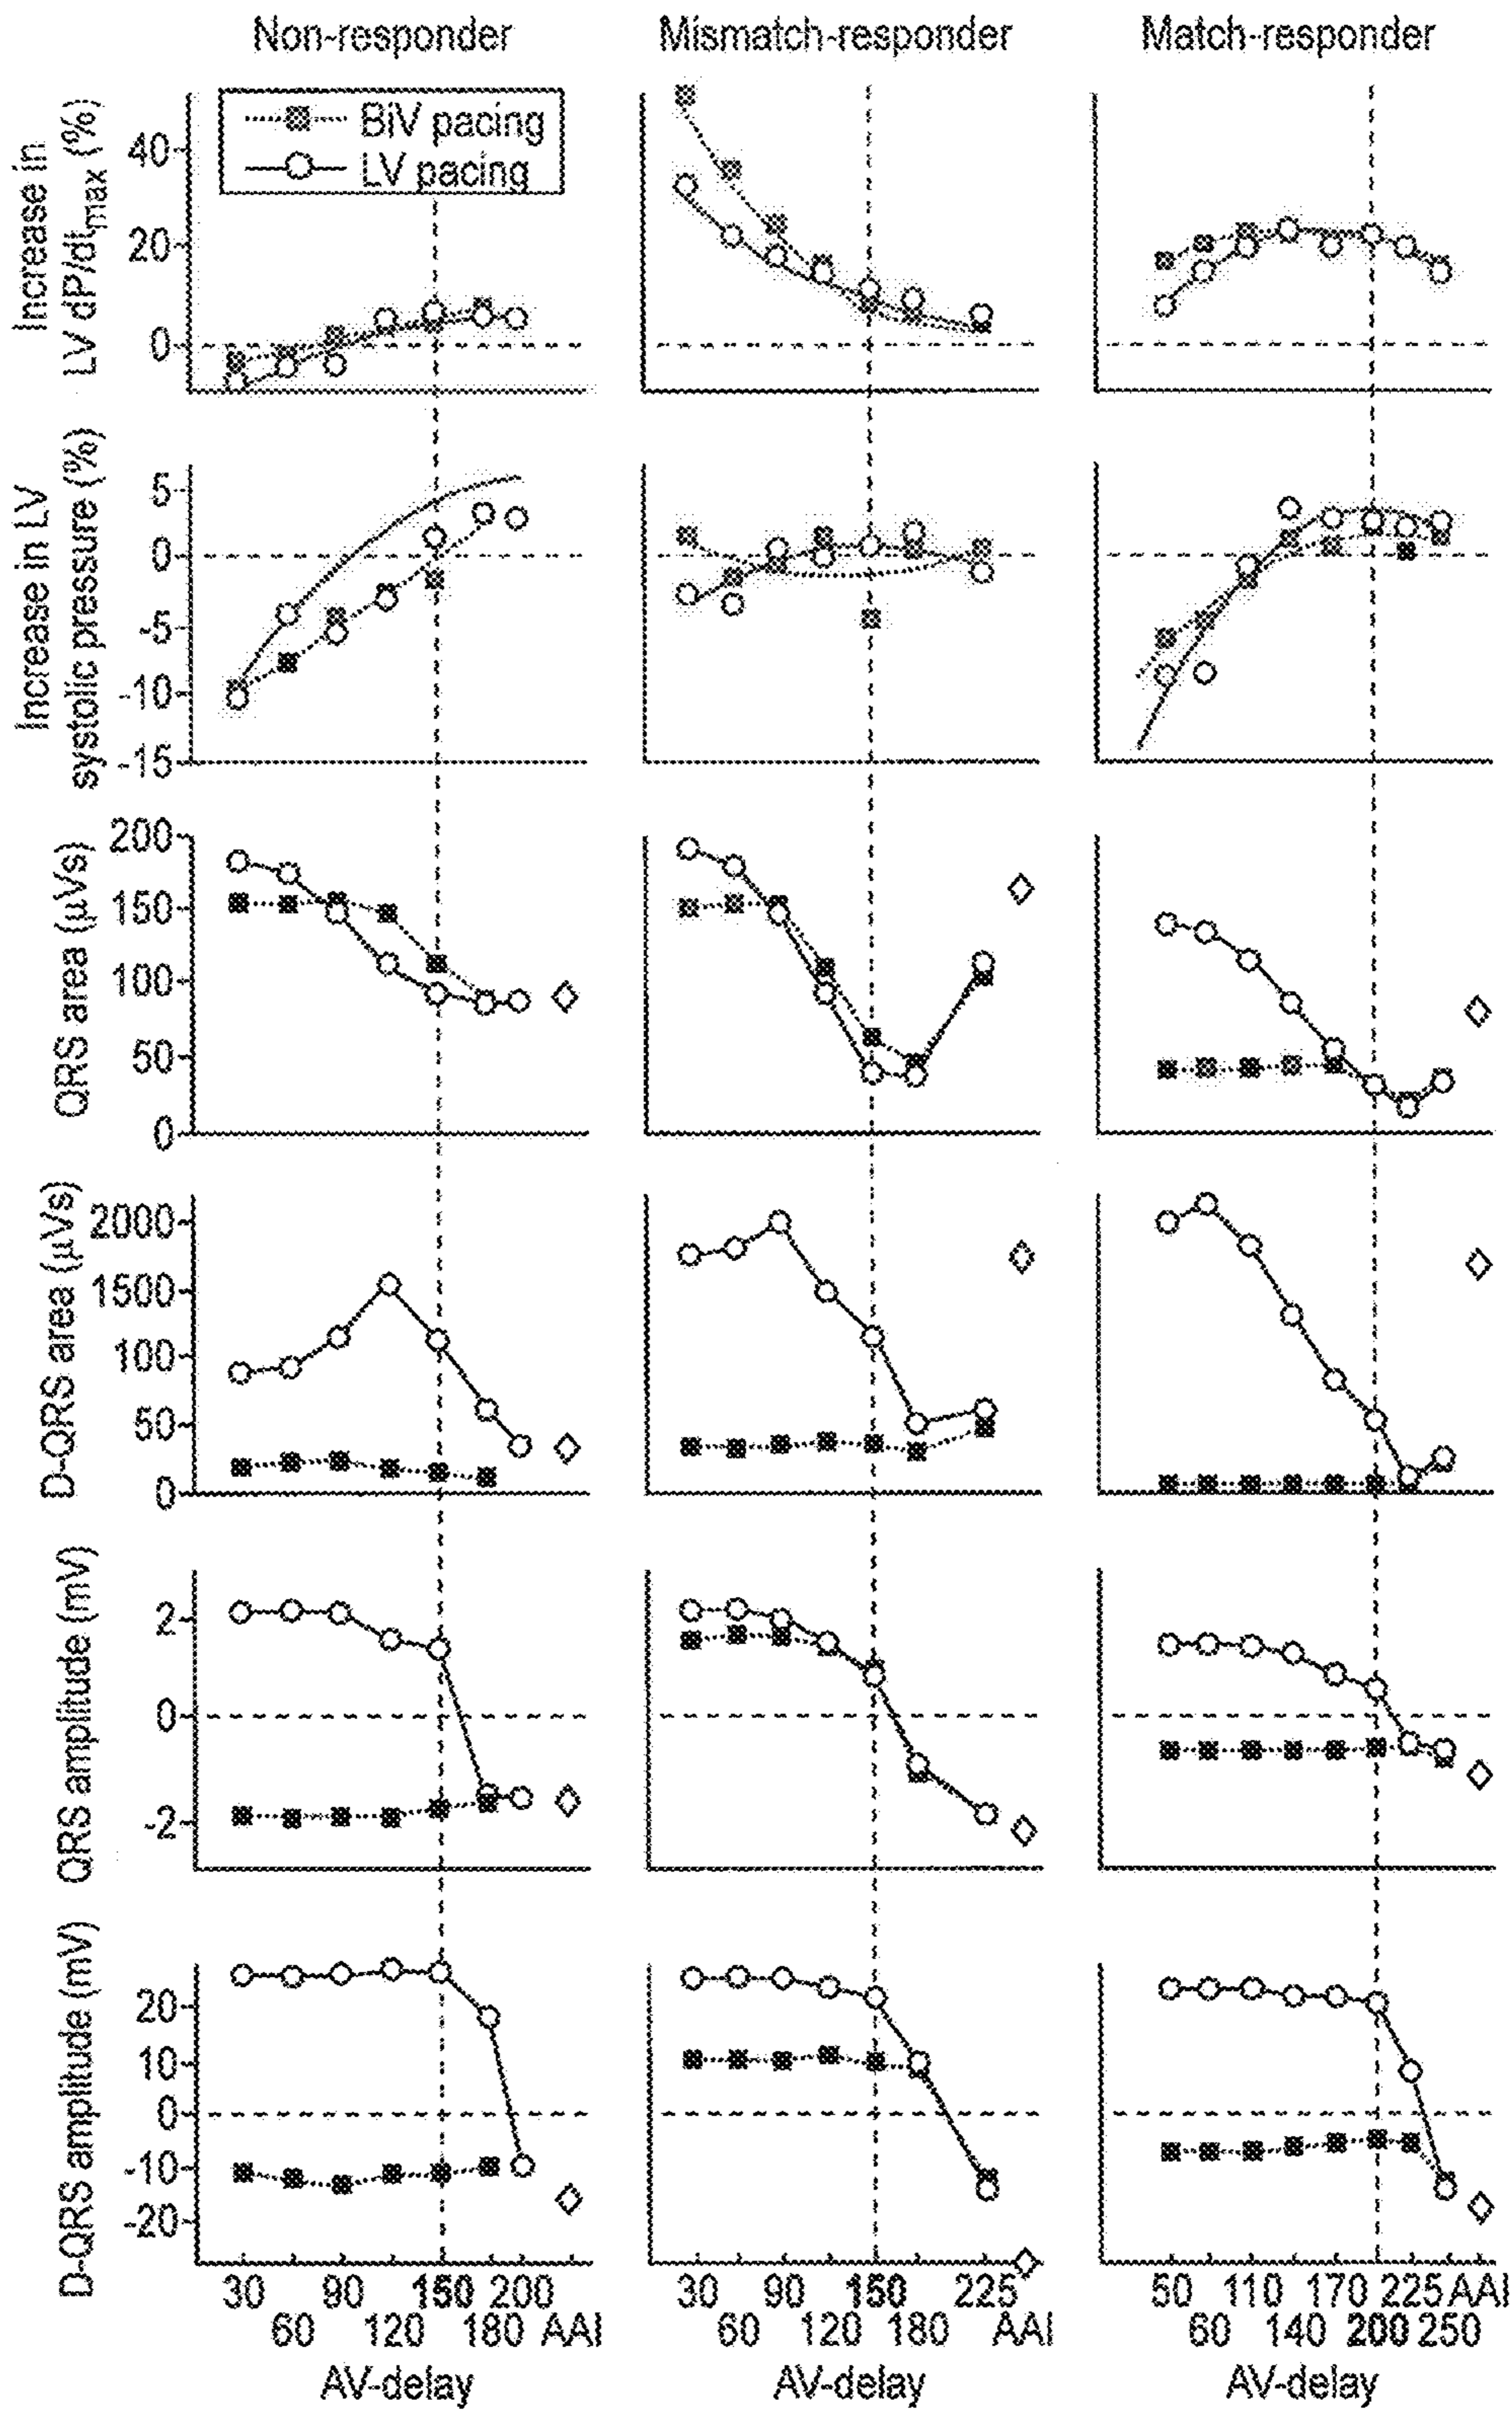 Non-responder
Mismatch-responder
Match-responder
BiV pacing
LV pacing
Increase in
LV dP/dtmax (%)
40
20
0
Increase in LV
systolic pressure (%)
5
0
-5
-10
-15
QRS area (µVs)
200
150
100
50
0
D-QRS area (µVs)
2000
1500
100
50
0
QRS amplitude (mV)
2
0
-2
D-QRS amplitude (mV)
20
10
0
-10
-20
30 90 150 200
60 120 180 AAI
AV-delay
30 90 150 225
60 120 180 AAI
AV-delay
50 110 170 225 AAI
60 140 200 250
AV-delay